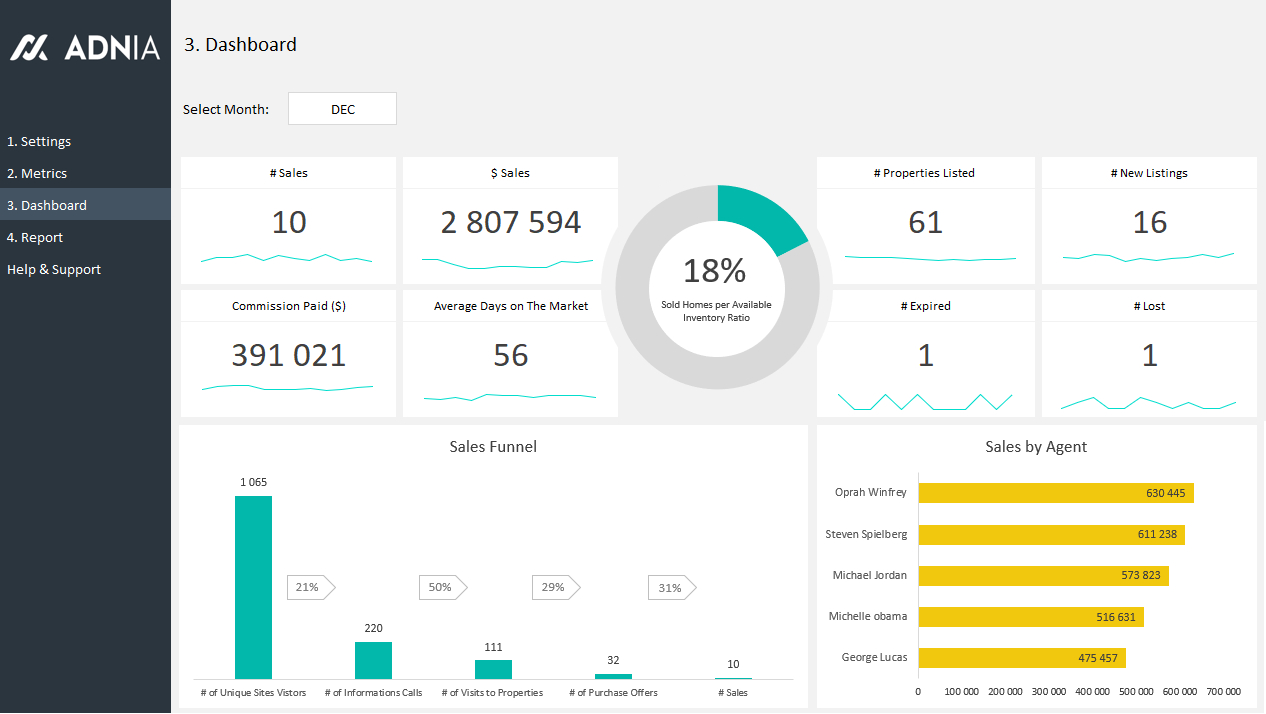 ADNIA
3. Dashboard
Select Month:
DEC
1. Settings
2. Metrics
3. Dashboard
4. Report
Help & Support
# Sales
10
$ Sales
2 807 594
18%
Sold Homes per Available
Inventory Ratio
# Properties Listed
61
# New Listings
16
Commission Paid ($)
391 021
Average Days on The Market
56
# Expired
1
# Lost
1
Sales Funnel
1 065
21%
50%
29%
31%
220
111
32
10
# of Unique Sites Vistors
# of Informations Calls
# of Visits to Properties
# of Purchase Offers
# Sales
Sales by Agent
Oprah Winfrey
630 445
Steven Spielberg
611 238
Michael Jordan
573 823
Michelle obama
516 631
George Lucas
475 457
0
100 000
200 000
300 000
400 000
500 000
600 000
700 000